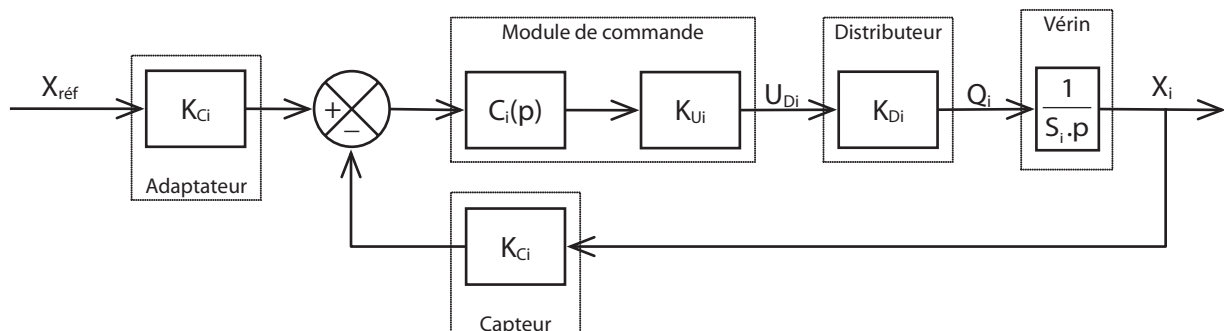 Module de commande
Distributeur
Vérin
X_réf
K_Ci
+
−
C_i(p)
K_Ui
U_Di
K_Di
Q_i
1
S_i.p
X_i
Adaptateur
K_Ci
Capteur